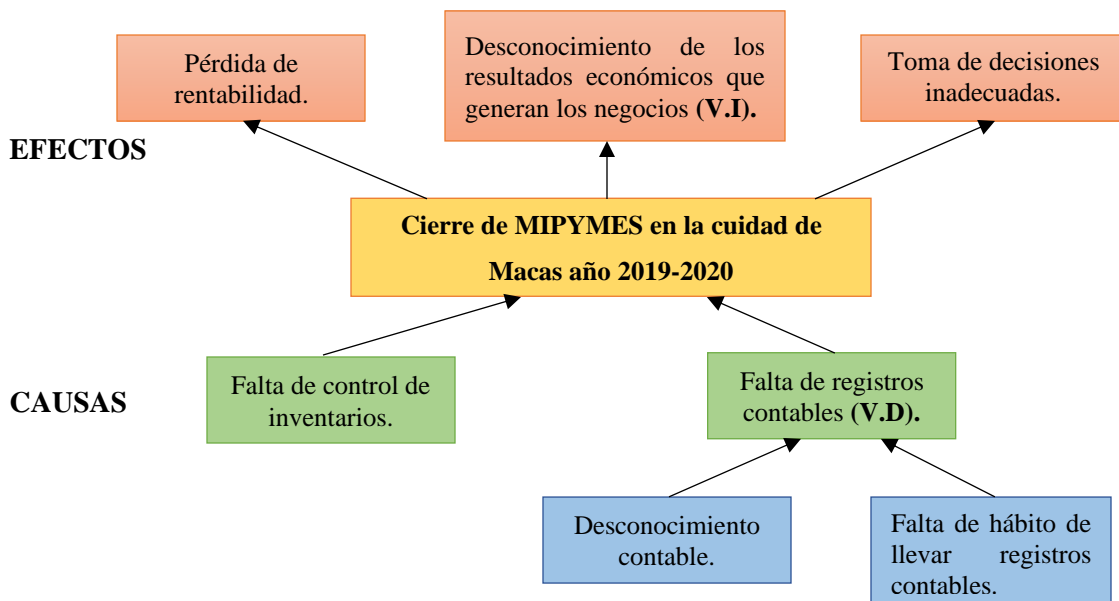 Pérdida de
rentabilidad.
Desconocimiento de los
resultados económicos que
generan los negocios (V.I).
Toma de decisiones
inadecuadas.
EFECTOS
Cierre de MIPYMES en la cuidad de
Macas año 2019-2020
CAUSAS
Falta de control de
inventarios.
Falta de registros
contables (V.D).
Desconocimiento
contable.
Falta de hábito de
llevar registros
contables.